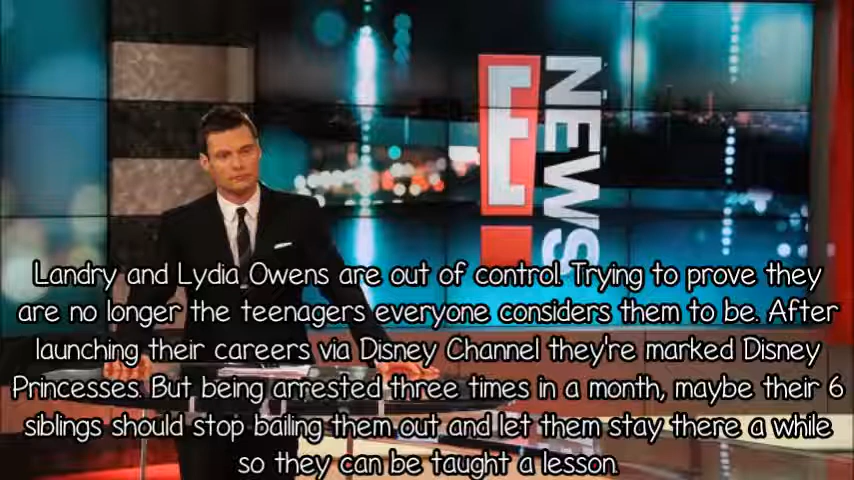 E
NEWS
Landry and Lydia Owens are out of control. Trying to prove they
are no longer the teenagers everyone considers them to be. After
launching their careers via Disney Channel they're marked Disney
Princesses. But being arrested three times in a month, maybe their 6
siblings should stop bailing them out and let them stay there a while
so they can be taught a lesson.